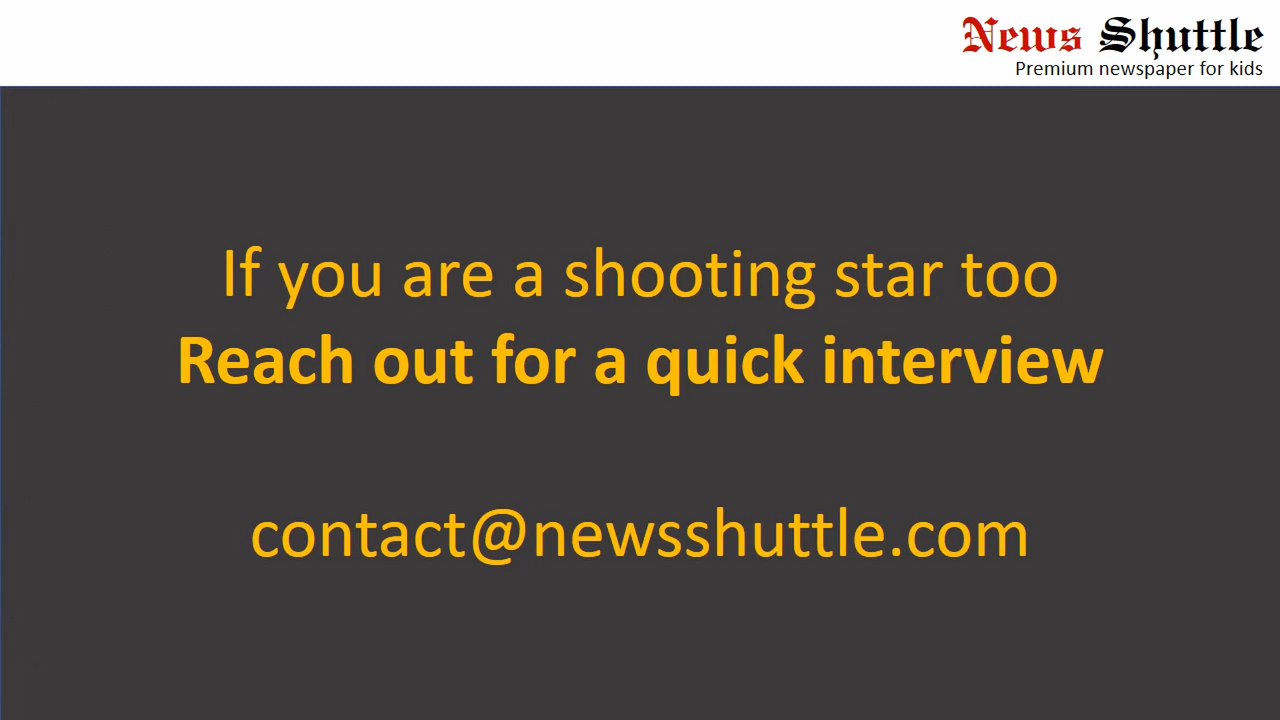 News Shuttle
Premium newspaper for kids
If you are a shooting star too
Reach out for a quick interview
contact@newsshuttle.com